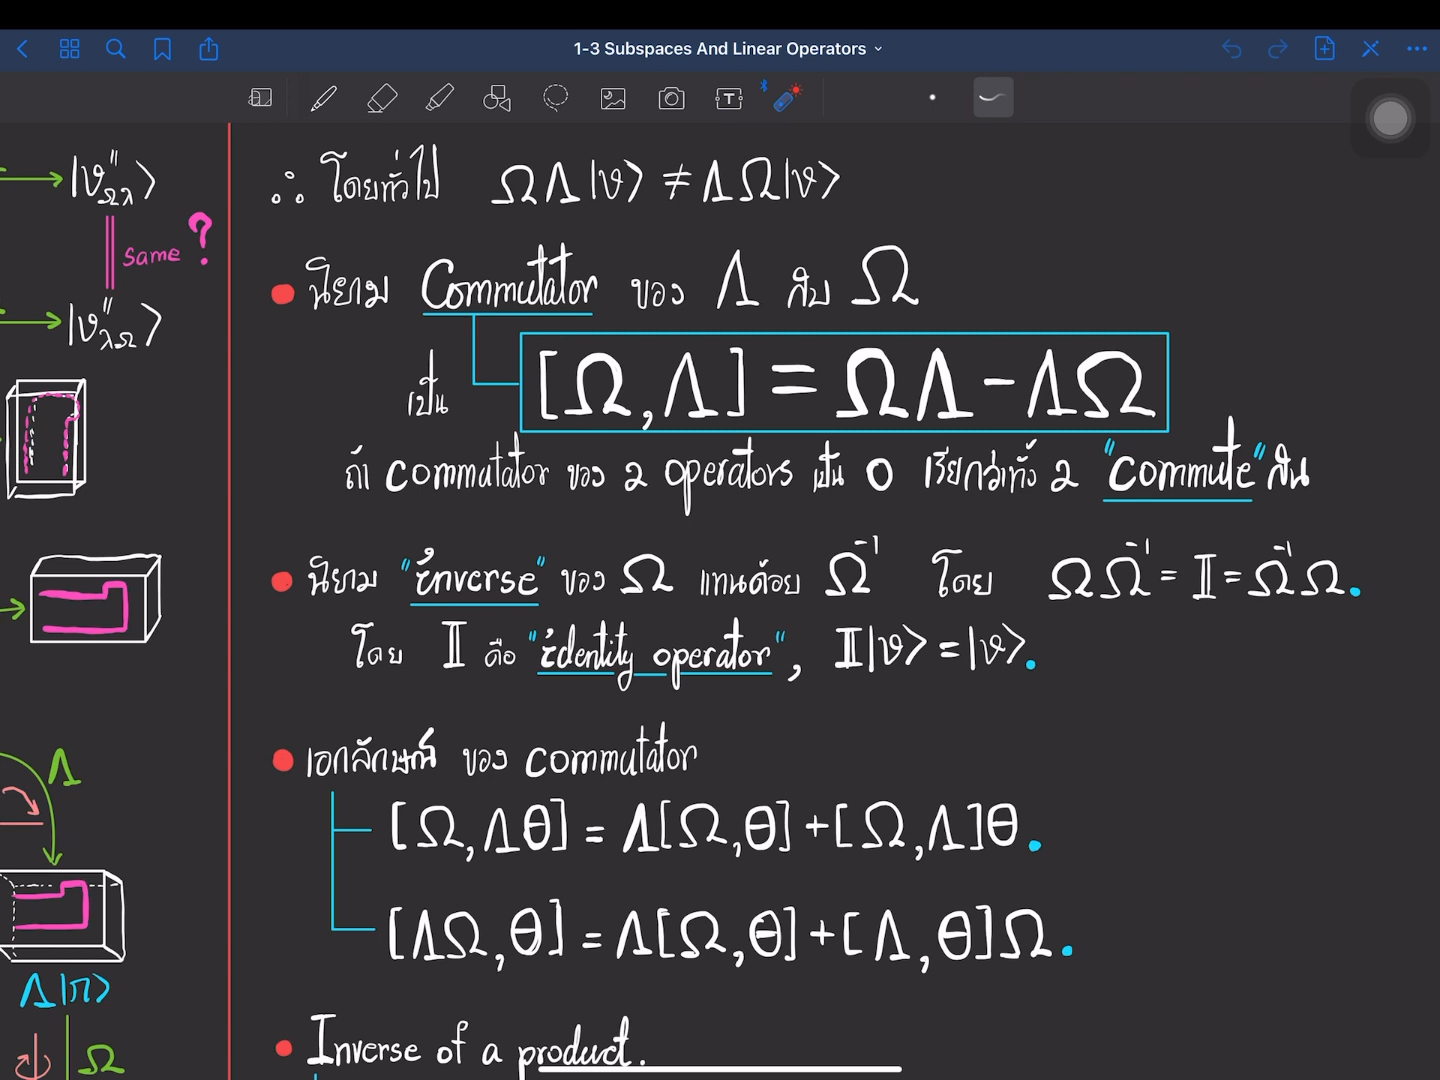 1-3 Subspaces And Linear Operators
|v''_Ωλ⟩
same ?
|v''_λΩ⟩
Λ
Λ|π⟩
Ω
∴ โดยทั่วไป ΩΛ|v⟩ ≠ ΛΩ|v⟩
นิยาม Commutator ของ Λ กับ Ω
เป็น [Ω,Λ] = ΩΛ-ΛΩ
ถ้า commutator ของ 2 operators เป็น 0 เรียกว่าทั้ง 2 "commute" กัน
นิยาม "inverse" ของ Ω แทนด้วย Ω⁻¹ โดย ΩΩ⁻¹ = 𝕀 = Ω⁻¹Ω.
โดย 𝕀 คือ "identity operator", 𝕀|v⟩ = |v⟩.
เอกลักษณ์ ของ commutator
[Ω,Λθ] = Λ[Ω,θ] + [Ω,Λ]θ.
[ΛΩ,θ] = Λ[Ω,θ] + [Λ,θ]Ω.
Inverse of a product.